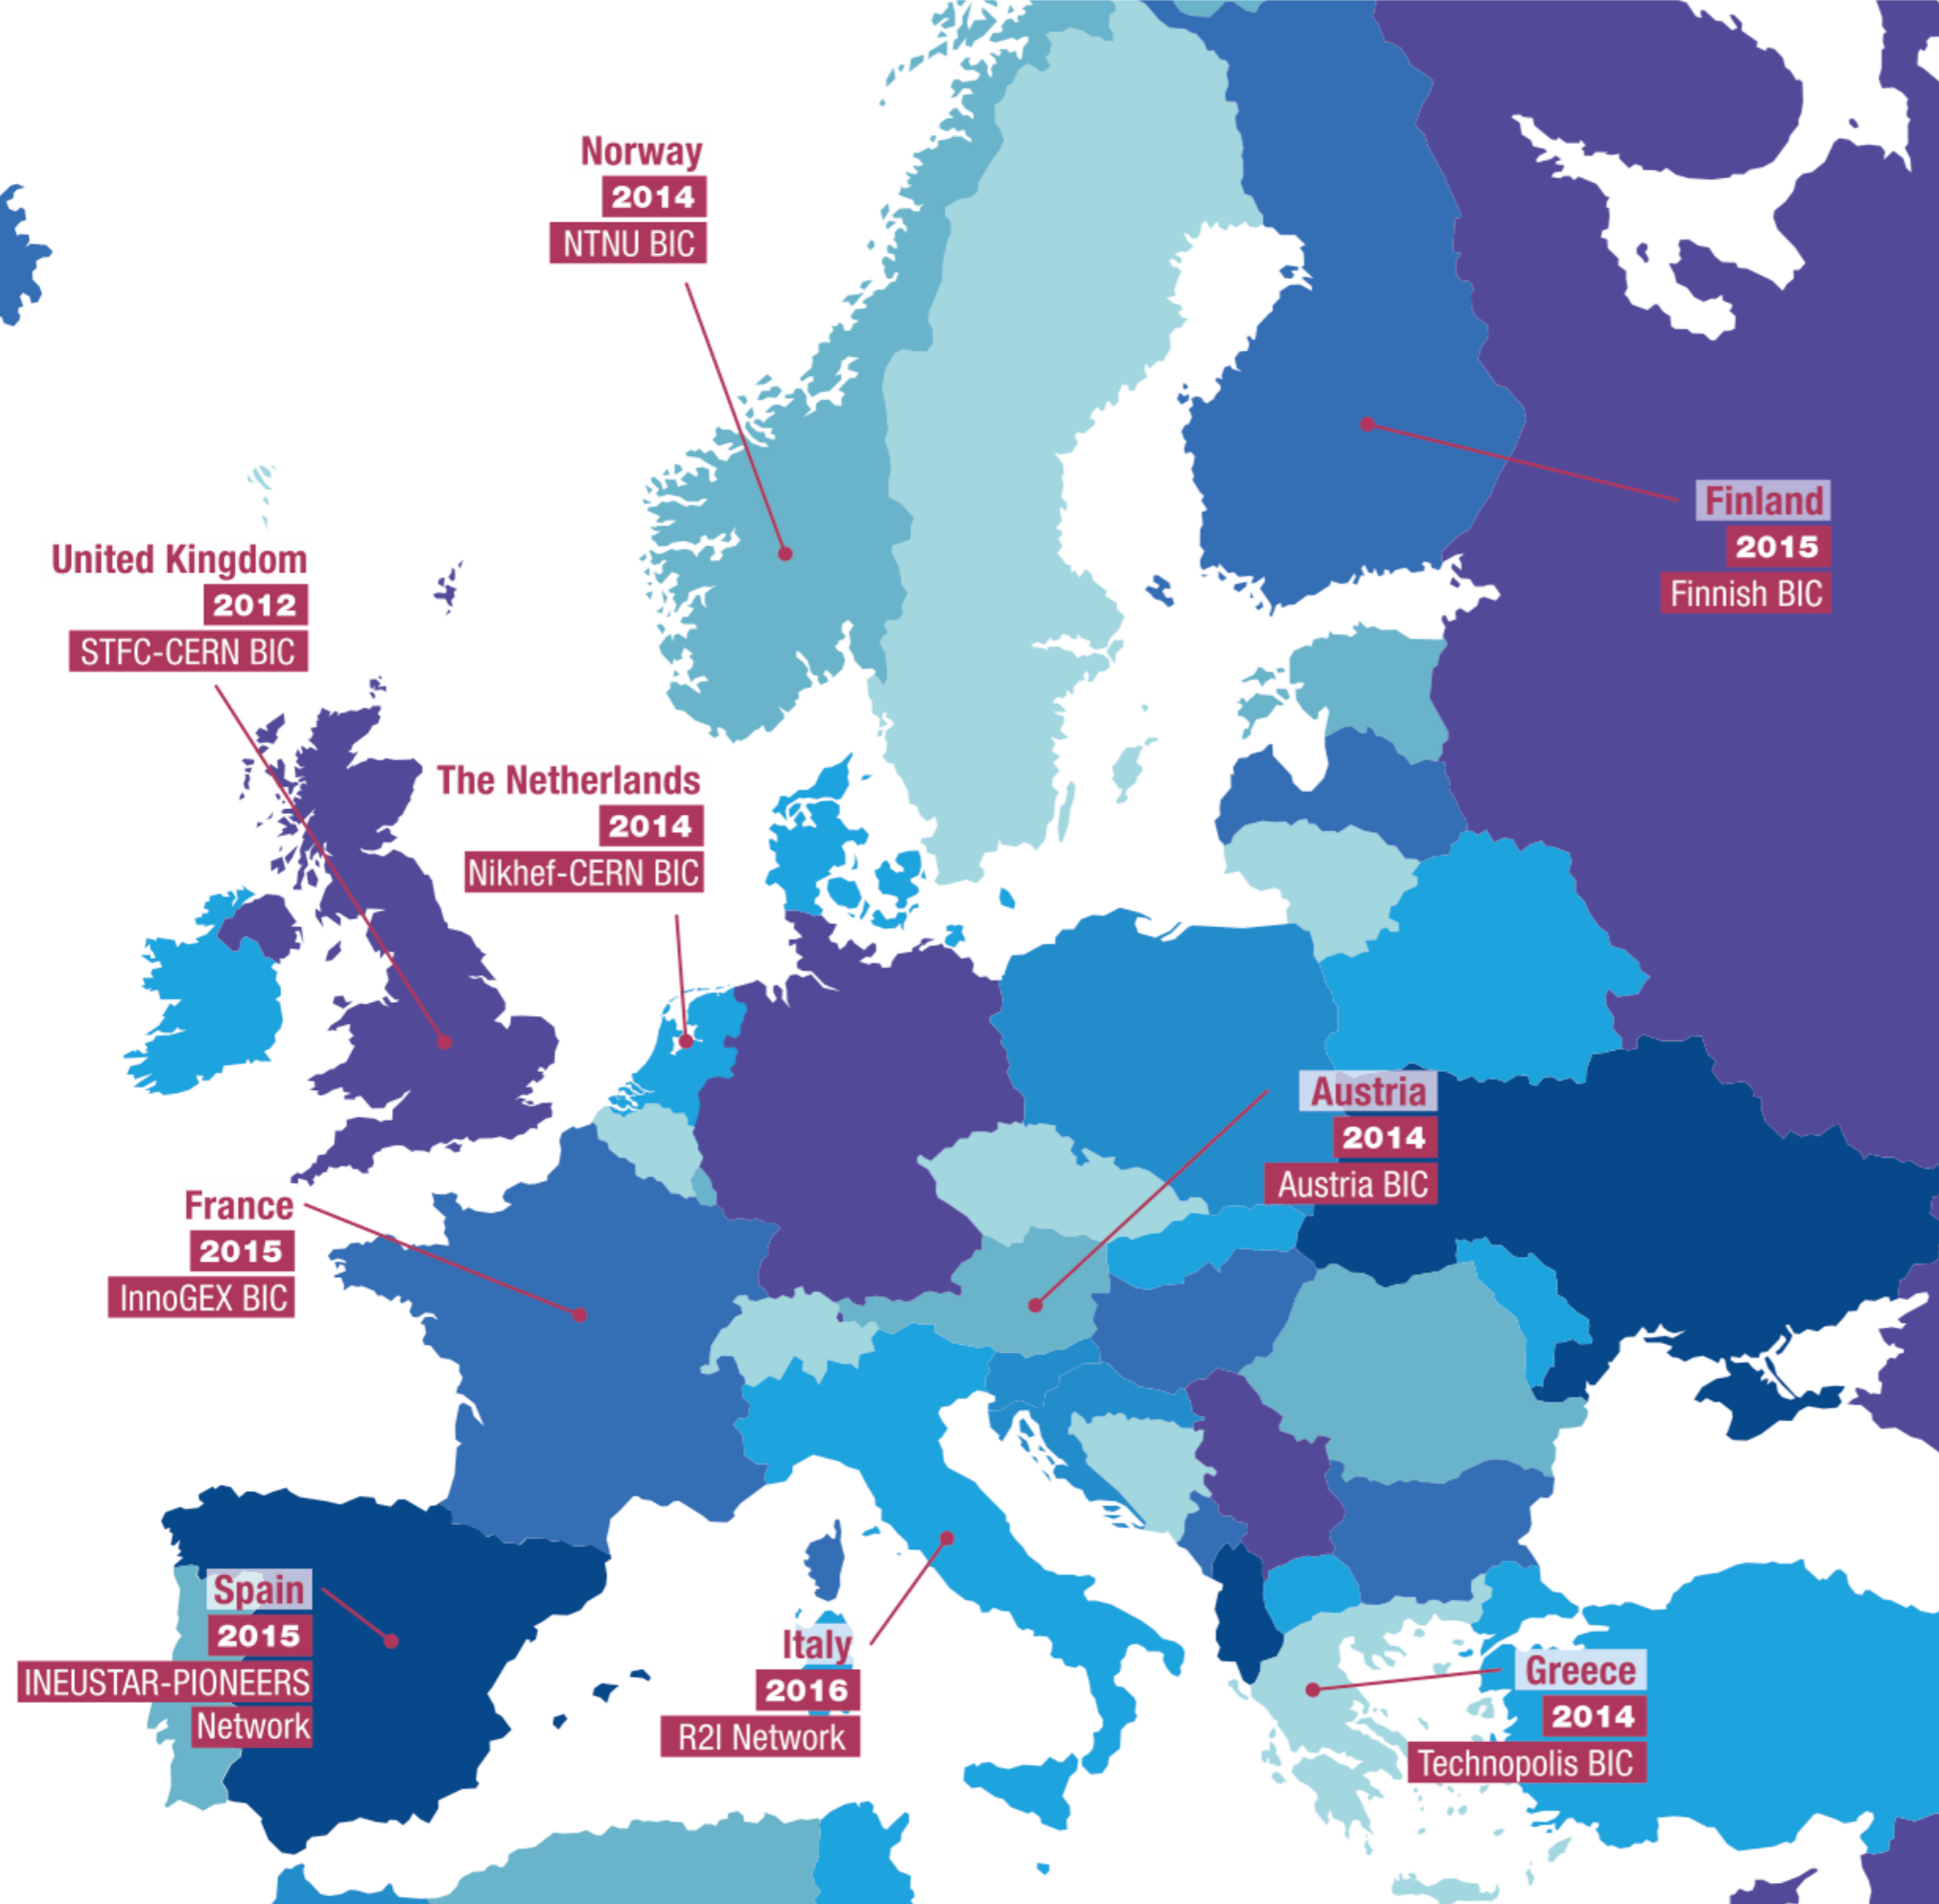 Norway
2014
NTNU BIC
Finland
2015
Finnish BIC
United Kingdom
2012
STFC-CERN BIC
The Netherlands
2014
Nikhef-CERN BIC
Austria
2014
Austria BIC
France
2015
InnoGEX BIC
Spain
2015
INEUSTAR-PIONEERS
Network
Italy
2016
R2I Network
Greece
2014
Technopolis BIC